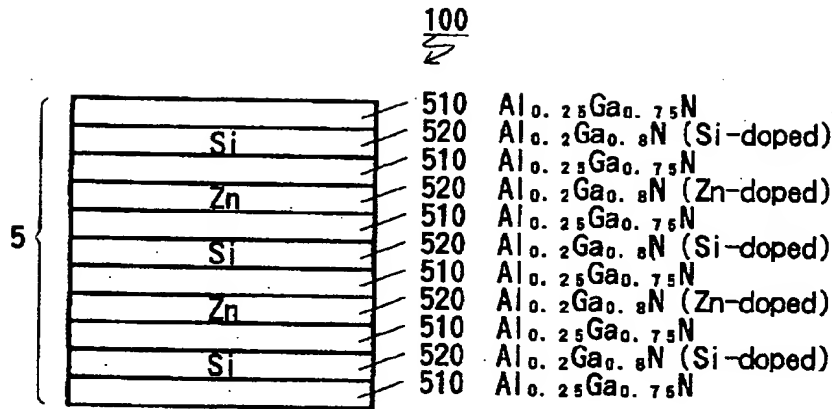 100
510 Al0.25Ga0.75N
Si 520 Al0.2Ga0.8N (Si-doped)
510 Al0.25Ga0.75N
Zn 520 Al0.2Ga0.8N (Zn-doped)
510 Al0.25Ga0.75N
5 Si 520 Al0.2Ga0.8N (Si-doped)
510 Al0.25Ga0.75N
Zn 520 Al0.2Ga0.8N (Zn-doped)
510 Al0.25Ga0.75N
Si 520 Al0.2Ga0.8N (Si-doped)
510 Al0.25Ga0.75N